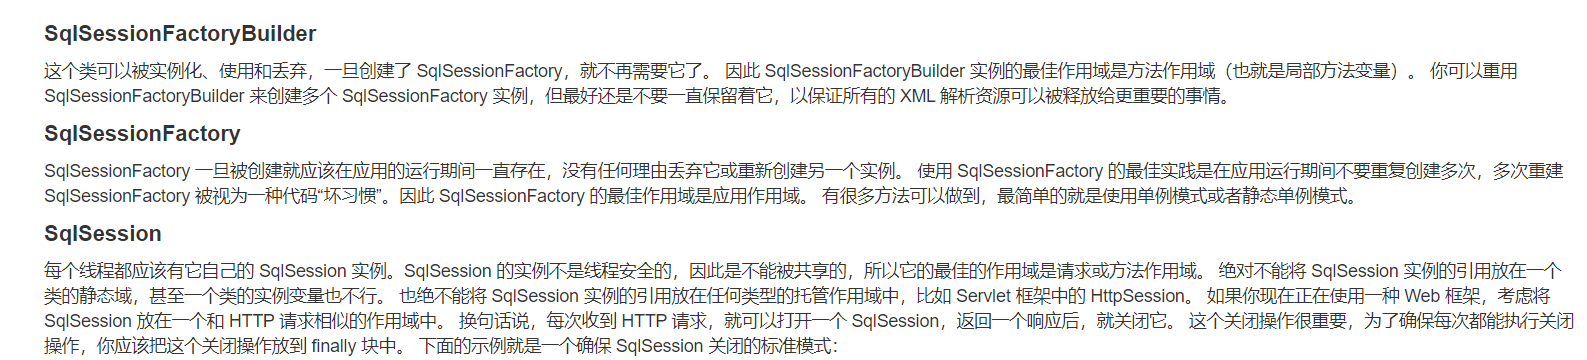 SqlSessionFactoryBuilder
这个类可以被实例化、使用和丢弃，一旦创建了 SqlSessionFactory，就不再需要它了。 因此 SqlSessionFactoryBuilder 实例的最佳作用域是方法作用域（也就是局部方法变量）。 你可以重用
SqlSessionFactoryBuilder 来创建多个 SqlSessionFactory 实例，但最好还是不要一直保留着它，以保证所有的 XML 解析资源可以被释放给更重要的事情。
SqlSessionFactory
SqlSessionFactory 一旦被创建就应该在应用的运行期间一直存在，没有任何理由丢弃它或重新创建另一个实例。 使用 SqlSessionFactory 的最佳实践是在应用运行期间不要重复创建多次，多次重建
SqlSessionFactory 被视为一种代码“坏习惯”。因此 SqlSessionFactory 的最佳作用域是应用作用域。 有很多方法可以做到，最简单的就是使用单例模式或者静态单例模式。
SqlSession
每个线程都应该有它自己的 SqlSession 实例。SqlSession 的实例不是线程安全的，因此是不能被共享的，所以它的最佳的作用域是请求或方法作用域。 绝对不能将 SqlSession 实例的引用放在一个
类的静态域，甚至一个类的实例变量也不行。 也绝不能将 SqlSession 实例的引用放在任何类型的托管作用域中，比如 Servlet 框架中的 HttpSession。 如果你现在正在使用一种 Web 框架，考虑将
SqlSession 放在一个和 HTTP 请求相似的作用域中。 换句话说，每次收到 HTTP 请求，就可以打开一个 SqlSession，返回一个响应后，就关闭它。 这个关闭操作很重要，为了确保每次都能执行关闭
操作，你应该把这个关闭操作放到 finally 块中。 下面的示例就是一个确保 SqlSession 关闭的标准模式：